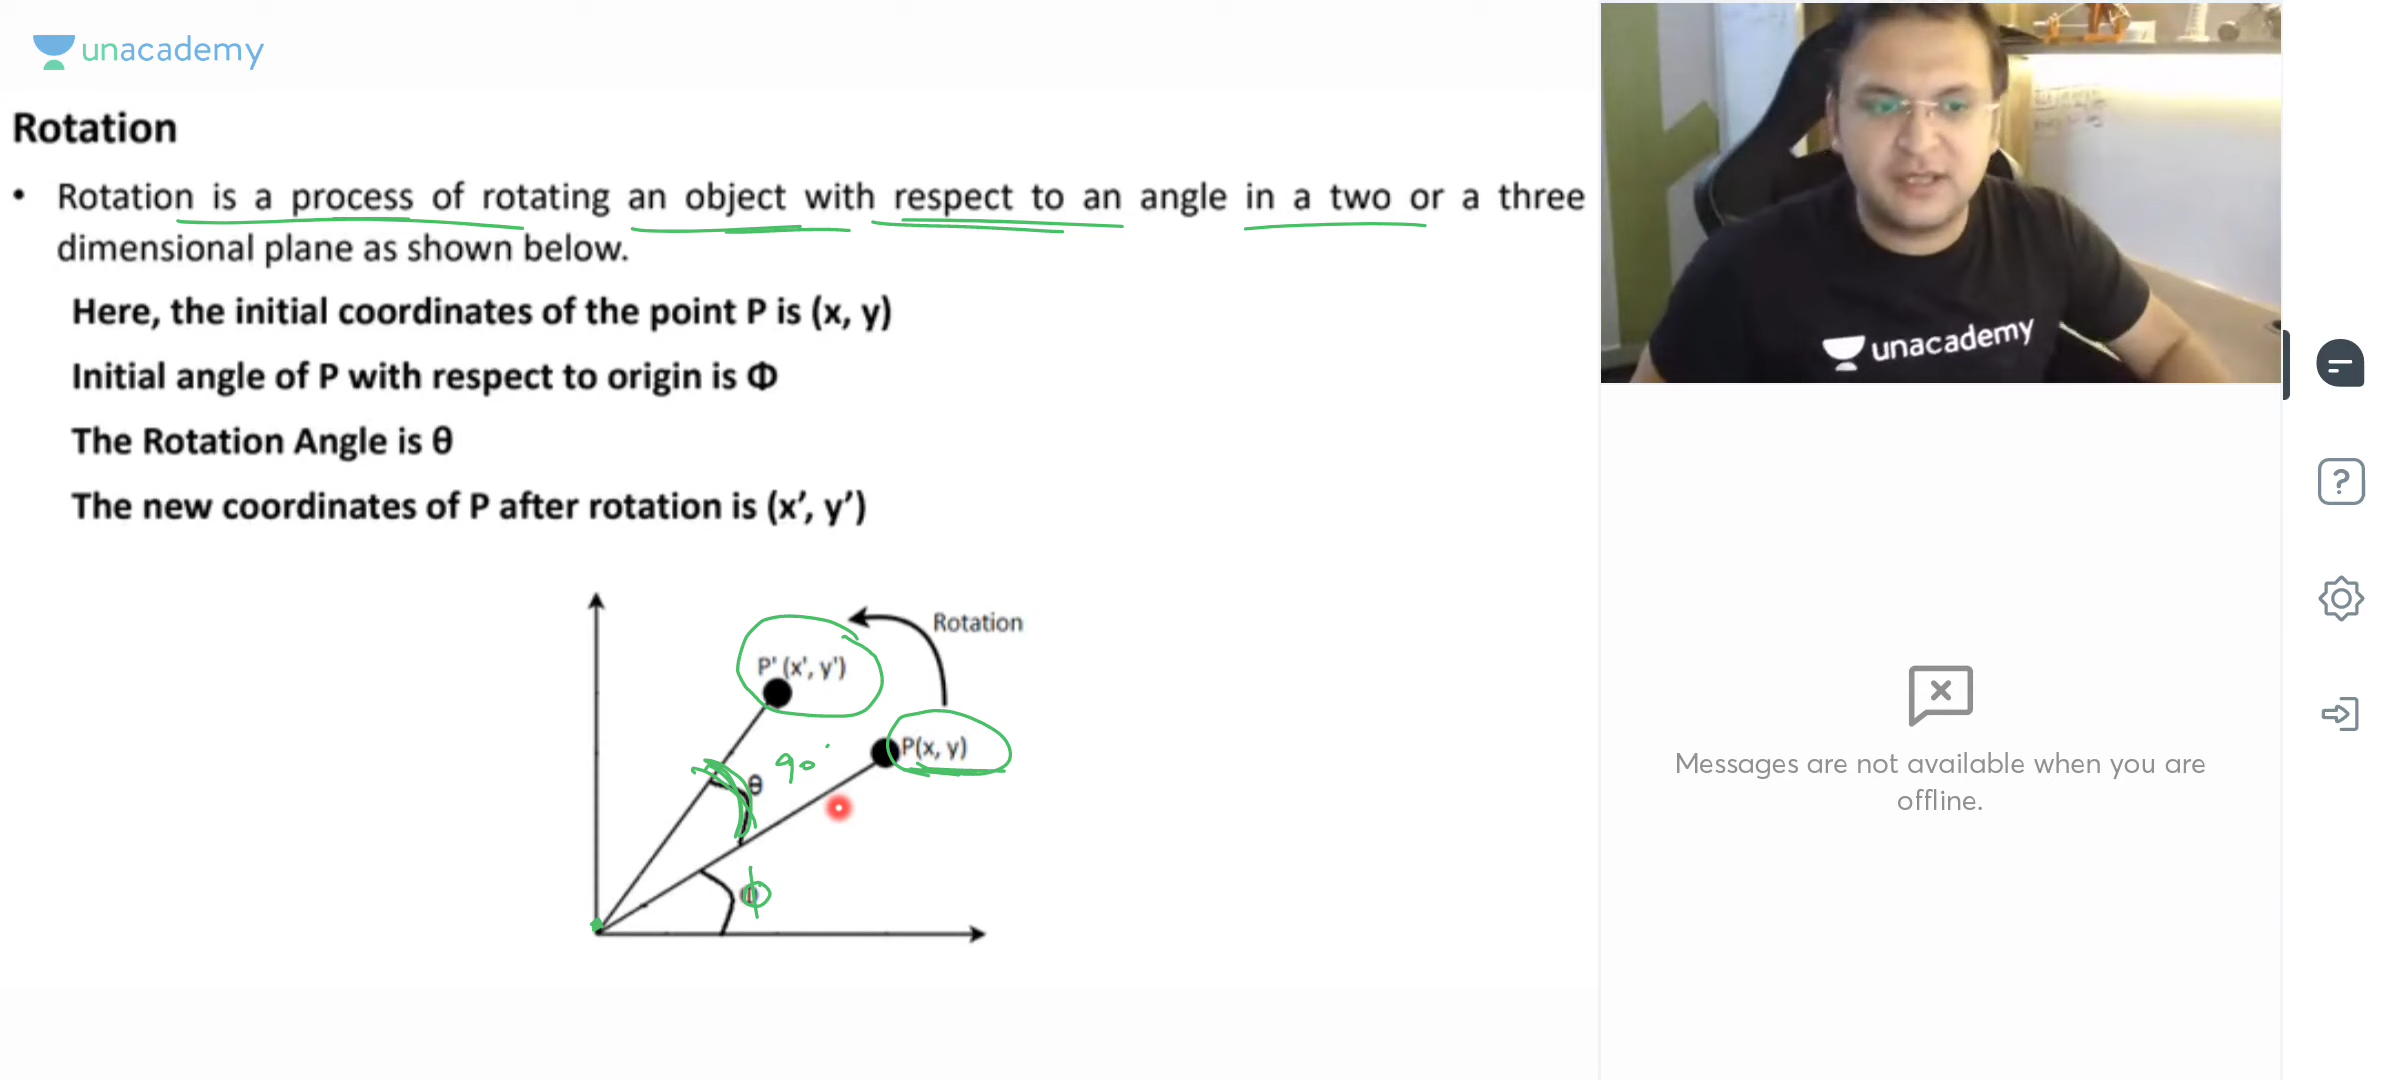 unacademy
Rotation
• Rotation is a process of rotating an object with respect to an angle in a two or a three
dimensional plane as shown below.
Here, the initial coordinates of the point P is (x, y)
Initial angle of P with respect to origin is Φ
The Rotation Angle is θ
The new coordinates of P after rotation is (x′, y′)
Rotation
P' (x', y')
P(x, y)
90°
θ
ϕ
unacademy
?
Messages are not available when you are
offline.